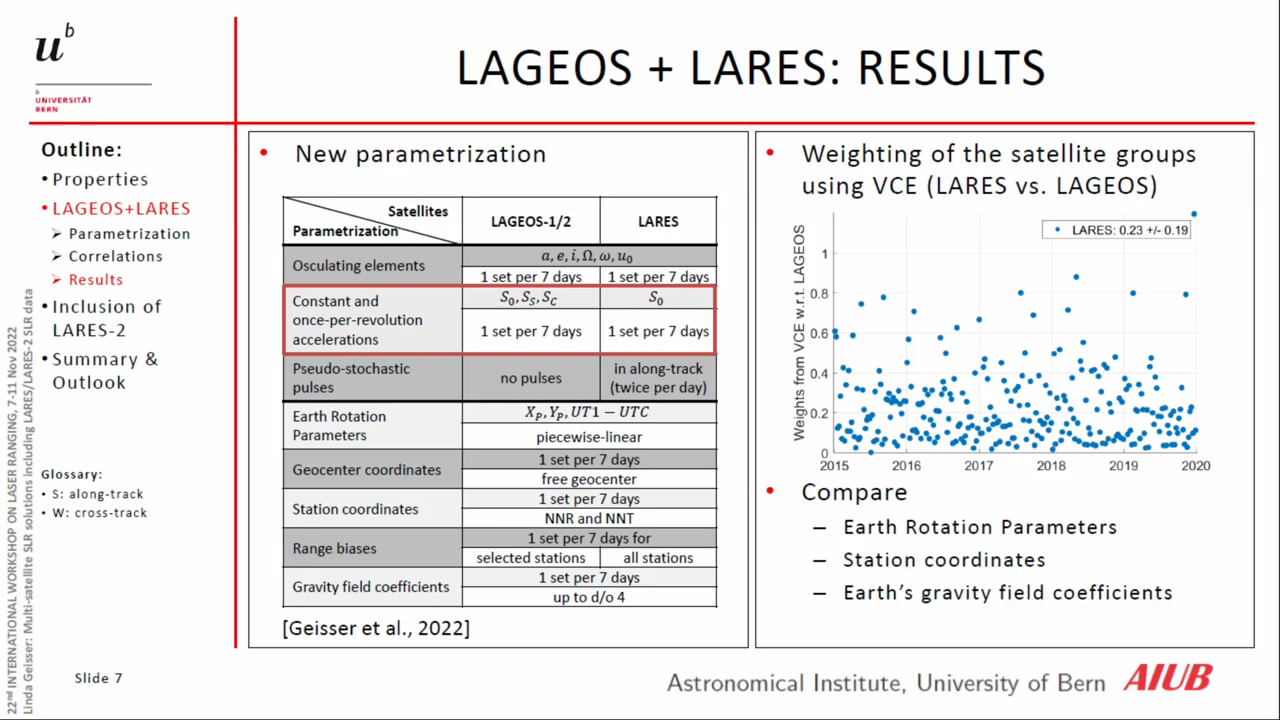 u^b
b
UNIVERSITÄT
BERN
LAGEOS + LARES: RESULTS
Outline:
• Properties
• LAGEOS+LARES
➢ Parametrization
➢ Correlations
➢ Results
• Inclusion of
LARES-2
• Summary &
Outlook
Glossary:
• S: along-track
• W: cross-track
22nd INTERNATIONAL WORKSHOP ON LASER RANGING, 7-11 Nov 2022
Linda Geisser: Multi-satellite SLR solutions including LARES/LARES-2 SLR data
Slide 7
• New parametrization
Satellites
Parametrization
LAGEOS-1/2
LARES
Osculating elements
a, e, i, Ω, ω, u₀
1 set per 7 days
1 set per 7 days
Constant and
once-per-revolution
accelerations
S₀, S_S, S_C
S₀
1 set per 7 days
1 set per 7 days
Pseudo-stochastic
pulses
no pulses
in along-track
(twice per day)
Earth Rotation
Parameters
X_P, Y_P, UT1 − UTC
piecewise-linear
Geocenter coordinates
1 set per 7 days
free geocenter
Station coordinates
1 set per 7 days
NNR and NNT
Range biases
1 set per 7 days for
selected stations
all stations
Gravity field coefficients
1 set per 7 days
up to d/o 4
[Geisser et al., 2022]
• Weighting of the satellite groups
using VCE (LARES vs. LAGEOS)
LARES: 0.23 +/- 0.19
Weights from VCE w.r.t. LAGEOS
1
0.8
0.6
0.4
0.2
0
2015 2016 2017 2018 2019 2020
• Compare
– Earth Rotation Parameters
– Station coordinates
– Earth's gravity field coefficients
Astronomical Institute, University of Bern
AIUB